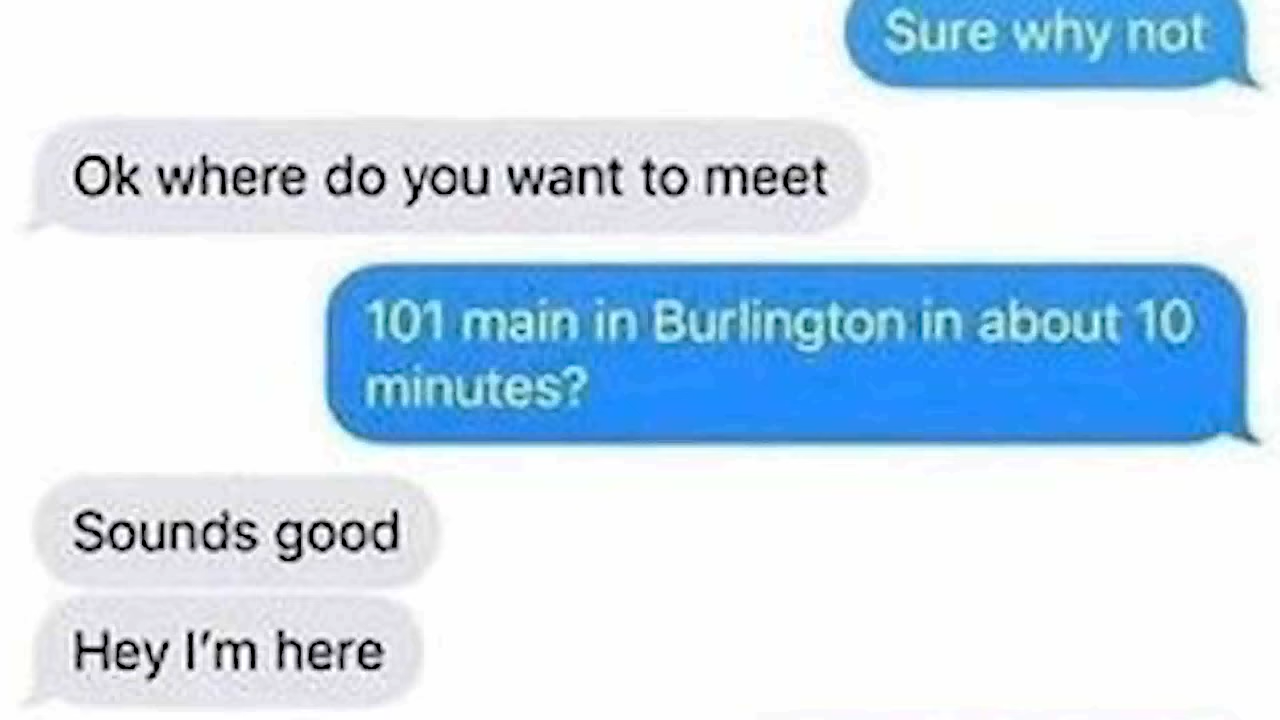 Sure why not
Ok where do you want to meet
101 main in Burlington in about 10
minutes?
Sounds good
Hey I'm here